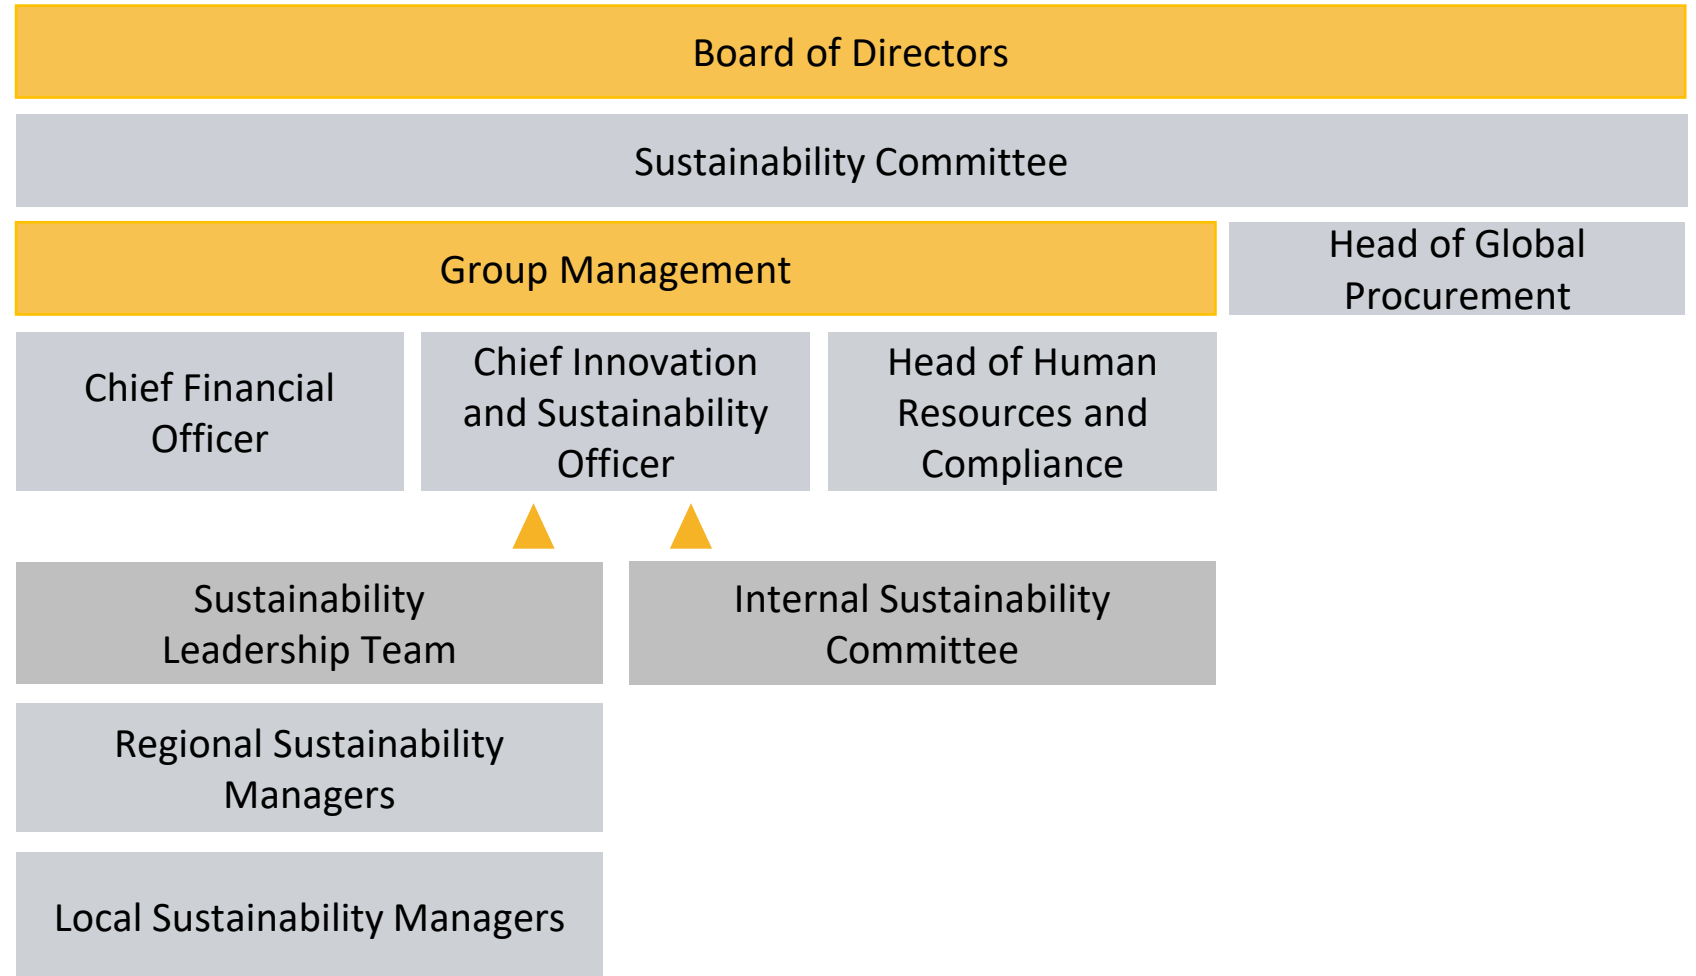 Board of Directors
Sustainability Committee
Group Management
Head of Global
Procurement
Chief Financial
Officer
Chief Innovation
and Sustainability
Officer
Head of Human
Resources and
Compliance
Sustainability
Leadership Team
Internal Sustainability
Committee
Regional Sustainability
Managers
Local Sustainability Managers